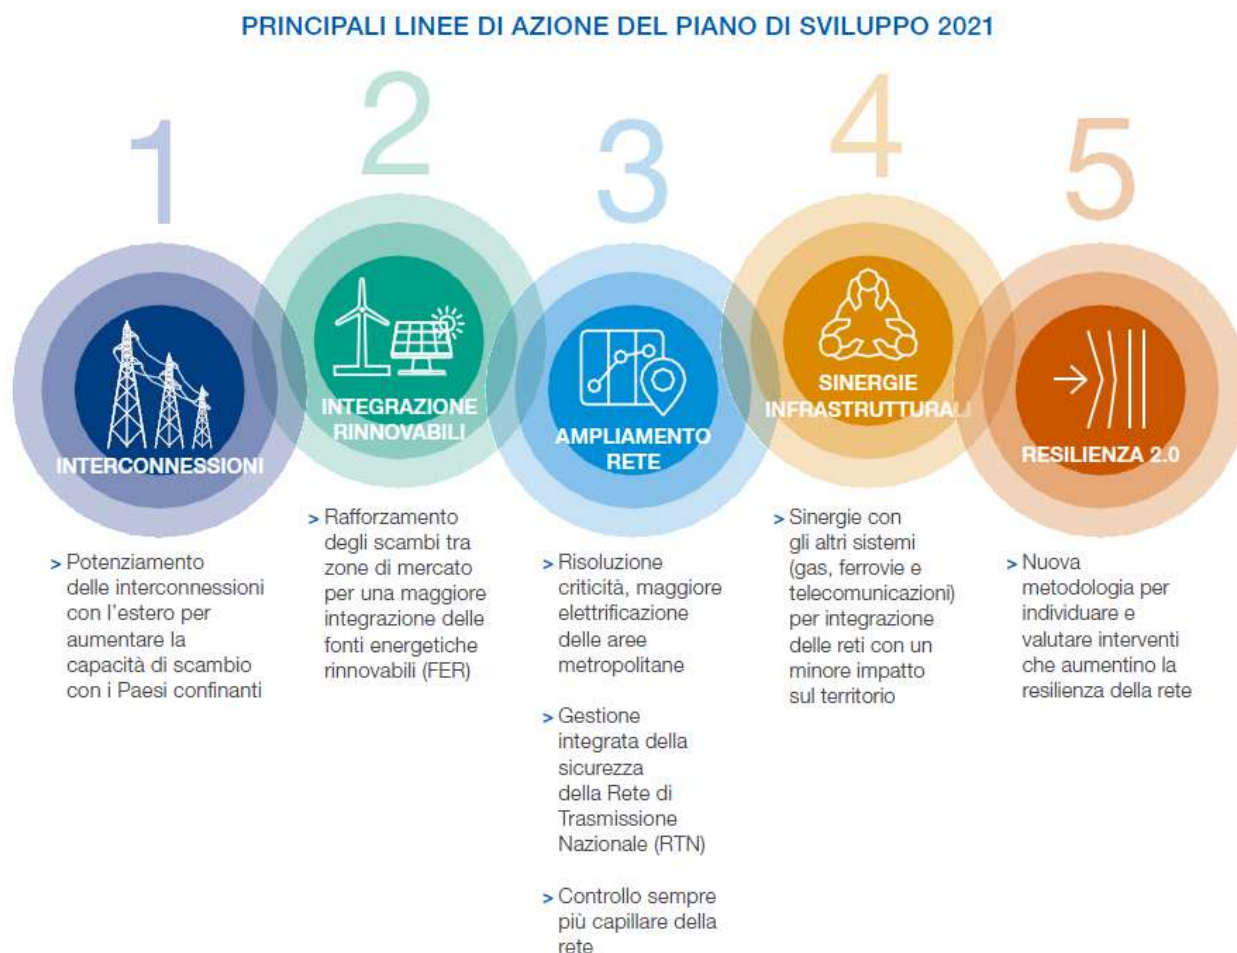 PRINCIPALI LINEE DI AZIONE DEL PIANO DI SVILUPPO 2021
1
INTERCONNESSIONI
> Potenziamento
delle interconnessioni
con l'estero per
aumentare la
capacità di scambio
con i Paesi confinanti
2
INTEGRAZIONE
RINNOVABILI
> Rafforzamento
degli scambi tra
zone di mercato
per una maggiore
integrazione delle
fonti energetiche
rinnovabili (FER)
3
AMPLIAMENTO
RETE
> Risoluzione
criticità, maggiore
elettrificazione
delle aree
metropolitane
> Gestione
integrata della
sicurezza
della Rete di
Trasmissione
Nazionale (RTN)
> Controllo sempre
più capillare della
rete
4
SINERGIE
INFRASTRUTTURALI
> Sinergie con
gli altri sistemi
(gas, ferrovie e
telecomunicazioni)
per integrazione
delle reti con un
minore impatto
sul territorio
5
RESILIENZA 2.0
> Nuova
metodologia per
individuare e
valutare interventi
che aumentino la
resilienza della rete